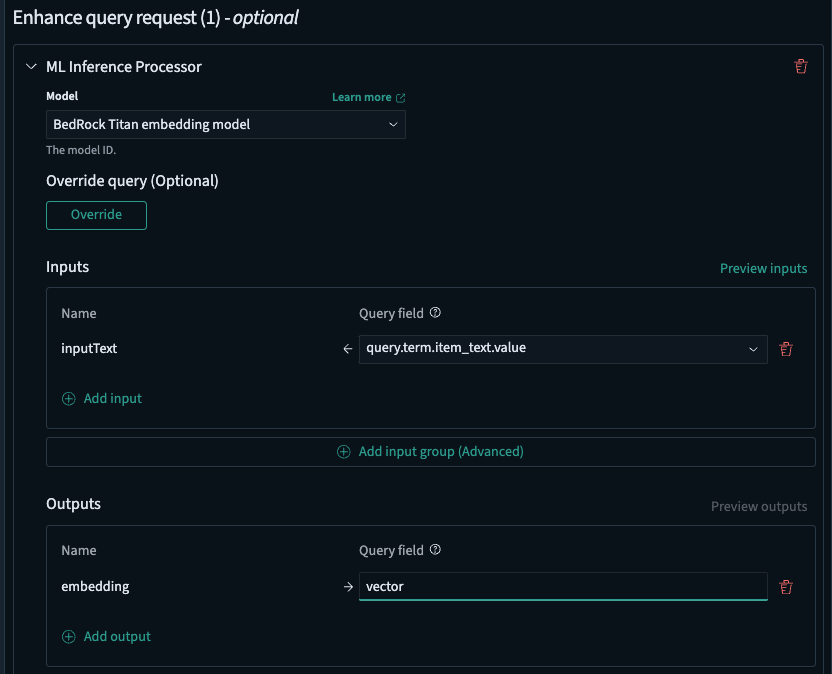 Enhance query request (1) - optional
ML Inference Processor
Model
Learn more
BedRock Titan embedding model
The model ID.
Override query (Optional)
Override
Inputs
Preview inputs
Name
Query field
inputText
query.term.item_text.value
Add input
Add input group (Advanced)
Outputs
Preview outputs
Name
Query field
embedding
vector
Add output